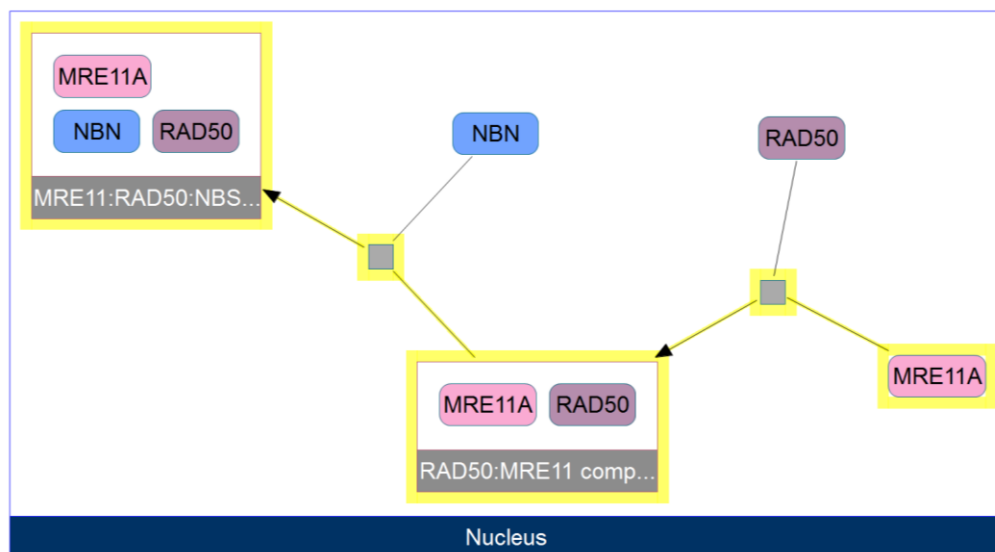 MRE11A
NBN
RAD50
MRE11:RAD50:NBS...
NBN
RAD50
MRE11A
MRE11A
RAD50
RAD50:MRE11 comp...
Nucleus